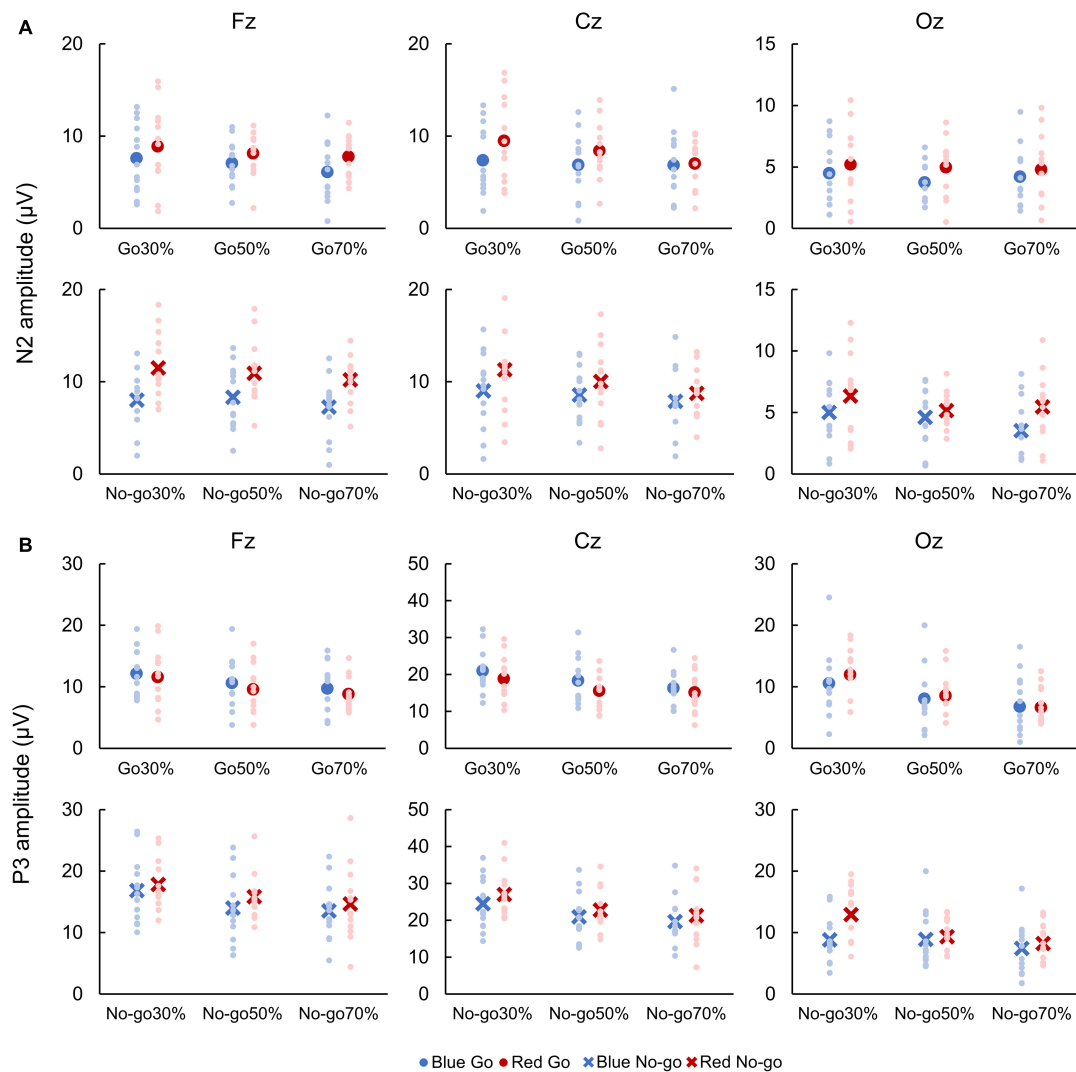 A
Fz
Cz
Oz
N2 amplitude (µV)
20
10
0
Go30%
Go50%
Go70%
20
10
0
Go30%
Go50%
Go70%
15
10
5
0
Go30%
Go50%
Go70%
20
10
0
No-go30%
No-go50%
No-go70%
20
10
0
No-go30%
No-go50%
No-go70%
15
10
5
0
No-go30%
No-go50%
No-go70%
B
Fz
Cz
Oz
P3 amplitude (µV)
30
20
10
0
Go30%
Go50%
Go70%
50
40
30
20
10
0
Go30%
Go50%
Go70%
30
20
10
0
Go30%
Go50%
Go70%
30
20
10
0
No-go30%
No-go50%
No-go70%
50
40
30
20
10
0
No-go30%
No-go50%
No-go70%
30
20
10
0
No-go30%
No-go50%
No-go70%
Blue Go Red Go Blue No-go Red No-go